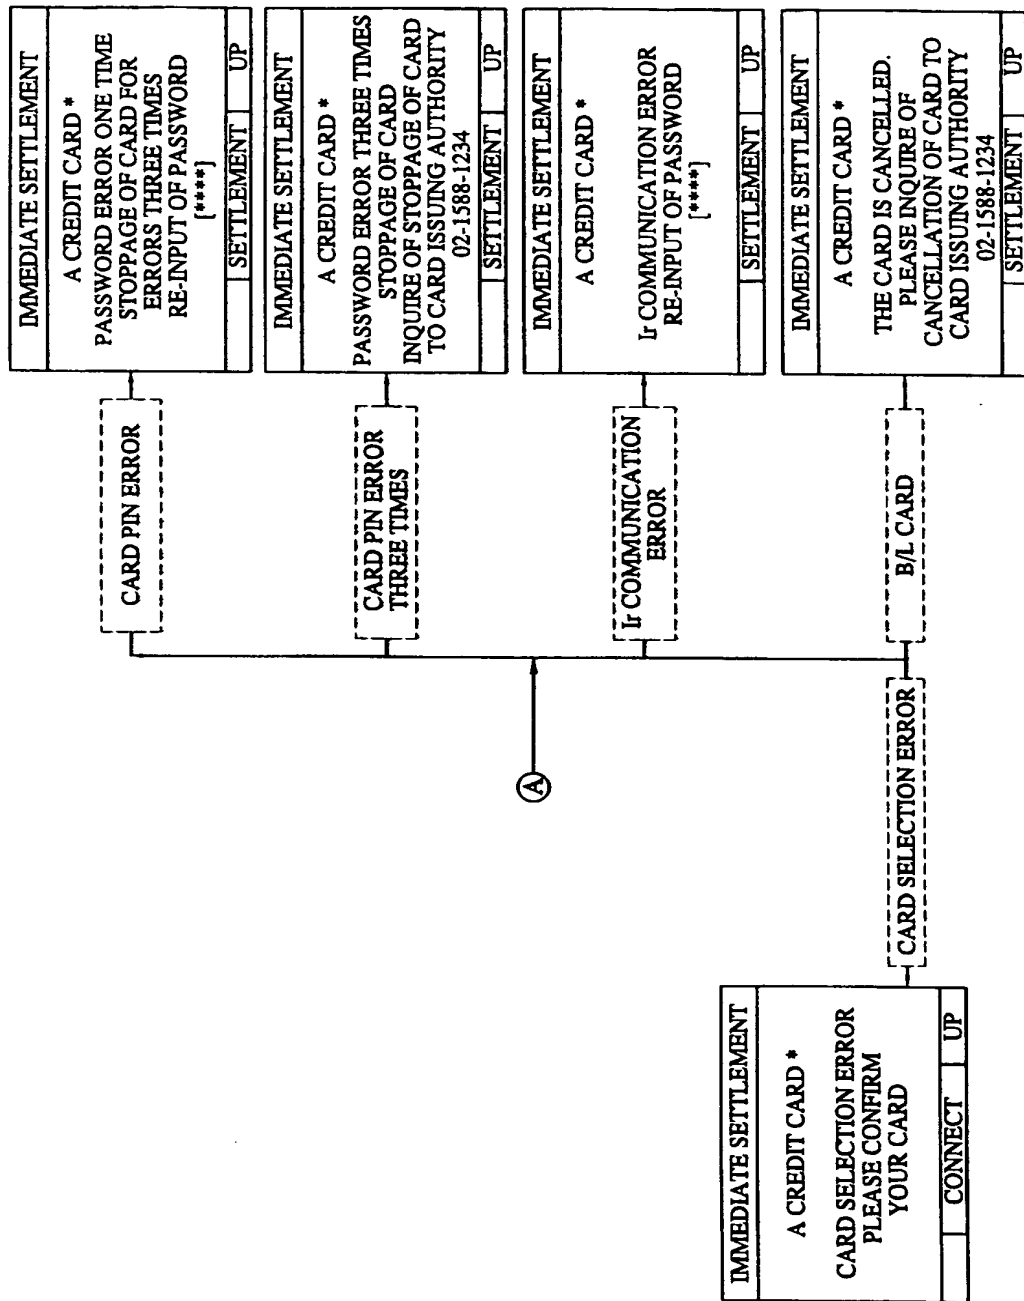 IMMEDIATE SETTLEMENT
A CREDIT CARD *
PASSWORD ERROR ONE TIME
STOPPAGE OF CARD FOR
ERRORS THREE TIMES
RE-INPUT OF PASSWORD
[****]
SETTLEMENT UP
CARD PIN ERROR
IMMEDIATE SETTLEMENT
A CREDIT CARD *
PASSWORD ERROR THREE TIMES
STOPPAGE OF CARD
INQUIRE OF STOPPAGE OF CARD
TO CARD ISSUING AUTHORITY
02-1588-1234
SETTLEMENT UP
CARD PIN ERROR
THREE TIMES
IMMEDIATE SETTLEMENT
A CREDIT CARD *
Ir COMMUNICATION ERROR
RE-INPUT OF PASSWORD
[****]
SETTLEMENT UP
Ir COMMUNICATION
ERROR
IMMEDIATE SETTLEMENT
A CREDIT CARD *
THE CARD IS CANCELLED.
PLEASE INQUIRE OF
CANCELLATION OF CARD TO
CARD ISSUING AUTHORITY
02-1588-1234
SETTLEMENT UP
B/L CARD
A
CARD SELECTION ERROR
IMMEDIATE SETTLEMENT
A CREDIT CARD *
CARD SELECTION ERROR
PLEASE CONFIRM
YOUR CARD
CONNECT UP